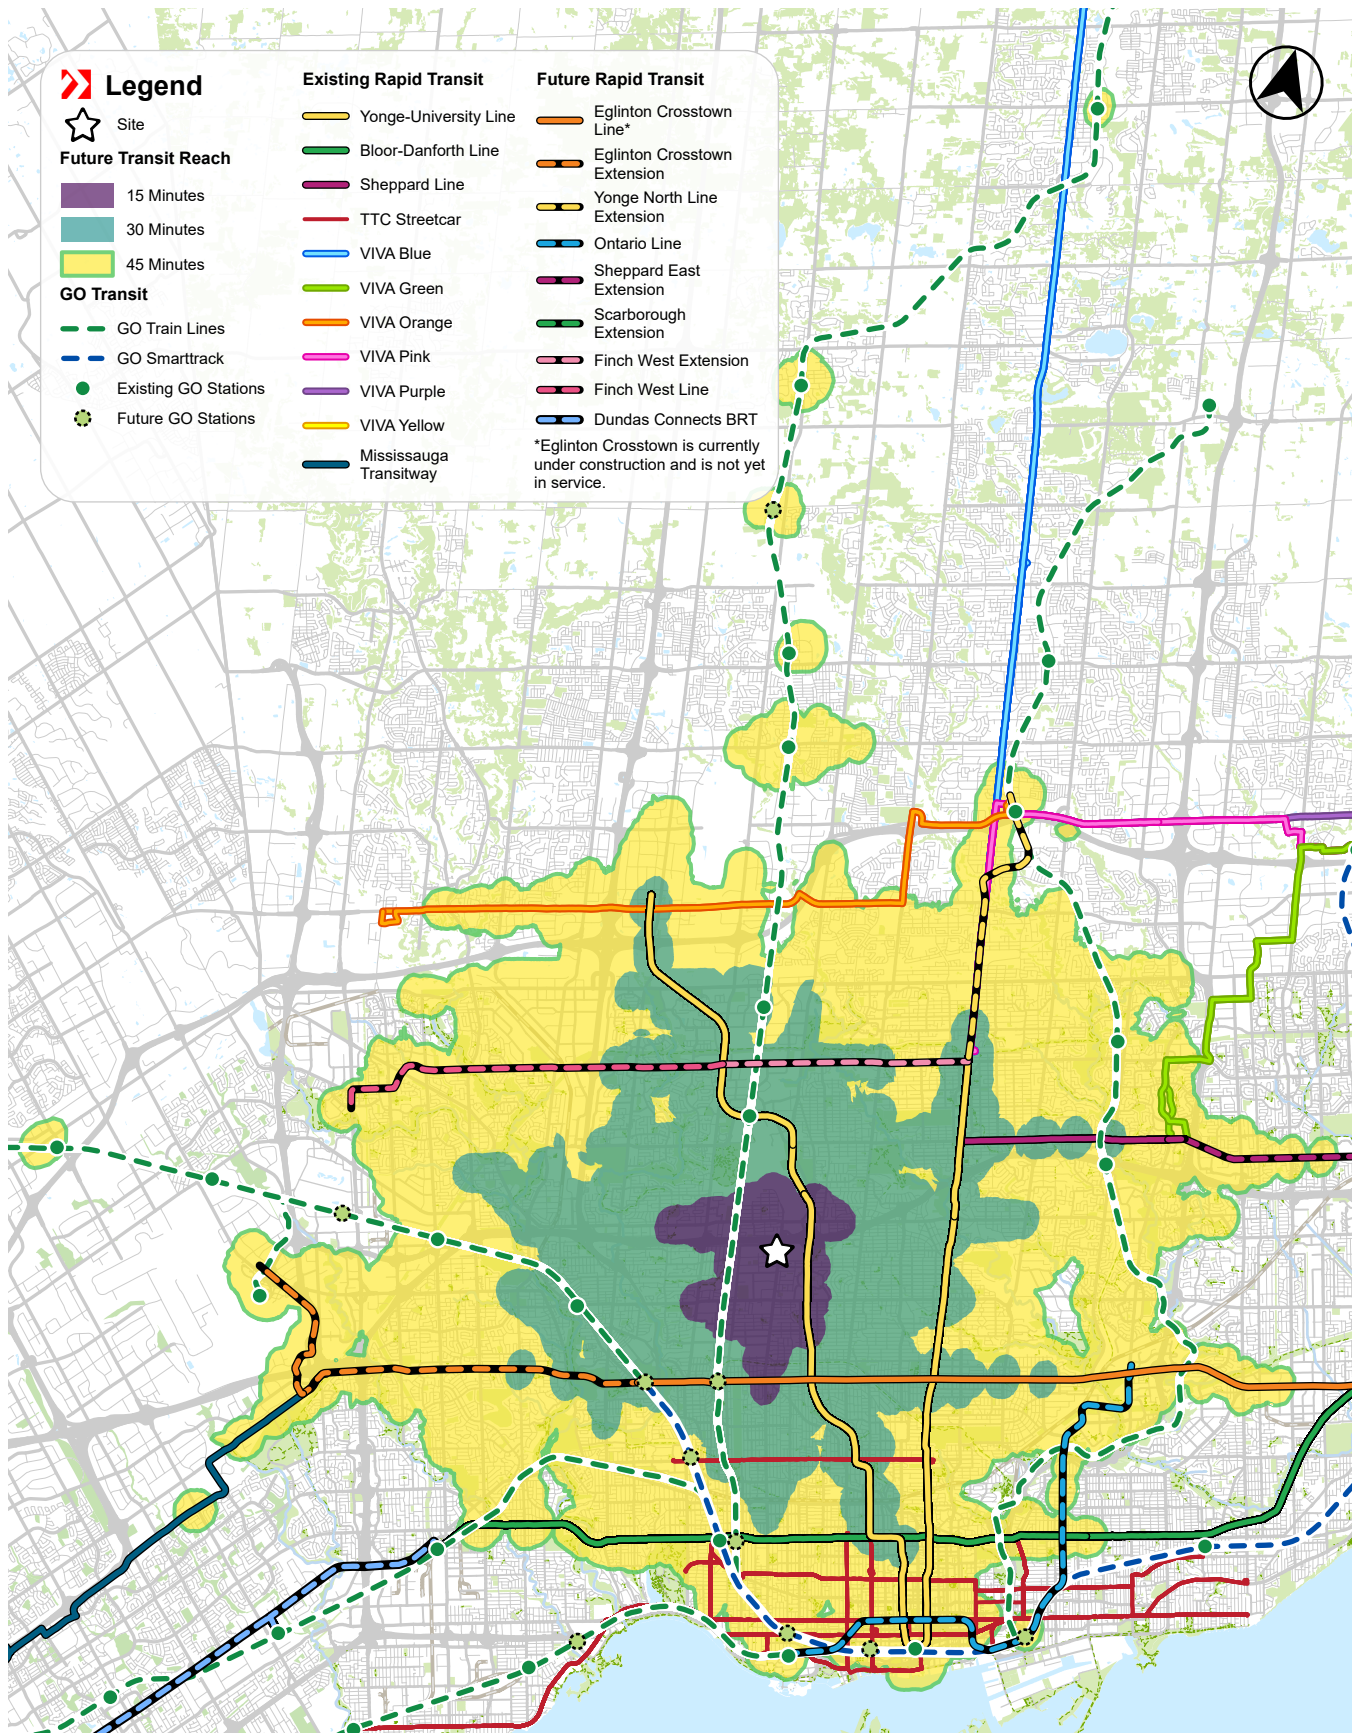 Legend
Site
Future Transit Reach
15 Minutes
30 Minutes
45 Minutes
GO Transit
GO Train Lines
GO Smarttrack
Existing GO Stations
Future GO Stations
Existing Rapid Transit
Yonge-University Line
Bloor-Danforth Line
Sheppard Line
TTC Streetcar
VIVA Blue
VIVA Green
VIVA Orange
VIVA Pink
VIVA Purple
VIVA Yellow
Mississauga
Transitway
Future Rapid Transit
Eglinton Crosstown
Line*
Eglinton Crosstown
Extension
Yonge North Line
Extension
Ontario Line
Sheppard East
Extension
Scarborough
Extension
Finch West Extension
Finch West Line
Dundas Connects BRT
*Eglinton Crosstown is currently
under construction and is not yet
in service.